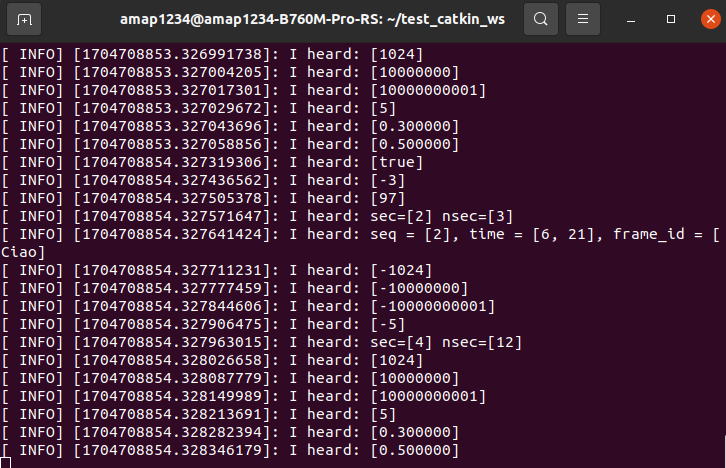 amap1234@amap1234-B760M-Pro-RS: ~/test_catkin_ws
[ INFO] [1704708853.326991738]: I heard: [1024]
[ INFO] [1704708853.327004205]: I heard: [10000000]
[ INFO] [1704708853.327017301]: I heard: [10000000001]
[ INFO] [1704708853.327029672]: I heard: [5]
[ INFO] [1704708853.327043696]: I heard: [0.300000]
[ INFO] [1704708853.327058856]: I heard: [0.500000]
[ INFO] [1704708854.327319306]: I heard: [true]
[ INFO] [1704708854.327436562]: I heard: [-3]
[ INFO] [1704708854.327505378]: I heard: [97]
[ INFO] [1704708854.327571647]: I heard: sec=[2] nsec=[3]
[ INFO] [1704708854.327641424]: I heard: seq = [2], time = [6, 21], frame_id = [
Ciao]
[ INFO] [1704708854.327711231]: I heard: [-1024]
[ INFO] [1704708854.327777459]: I heard: [-10000000]
[ INFO] [1704708854.327844606]: I heard: [-10000000001]
[ INFO] [1704708854.327906475]: I heard: [-5]
[ INFO] [1704708854.327963015]: I heard: sec=[4] nsec=[12]
[ INFO] [1704708854.328026658]: I heard: [1024]
[ INFO] [1704708854.328087779]: I heard: [10000000]
[ INFO] [1704708854.328149989]: I heard: [10000000001]
[ INFO] [1704708854.328213691]: I heard: [5]
[ INFO] [1704708854.328282394]: I heard: [0.300000]
[ INFO] [1704708854.328346179]: I heard: [0.500000]